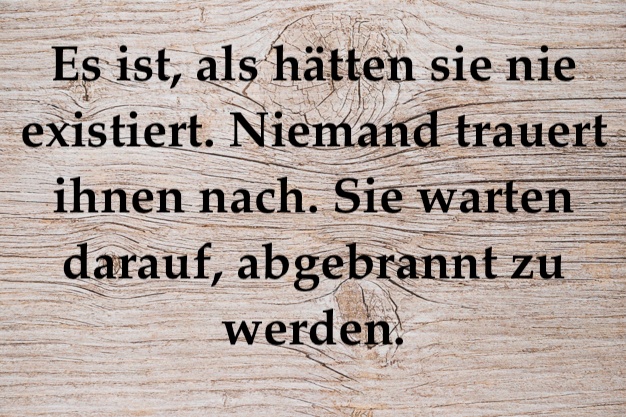 Es ist, als hätten sie nie
existiert. Niemand trauert
ihnen nach. Sie warten
darauf, abgebrannt zu
werden.